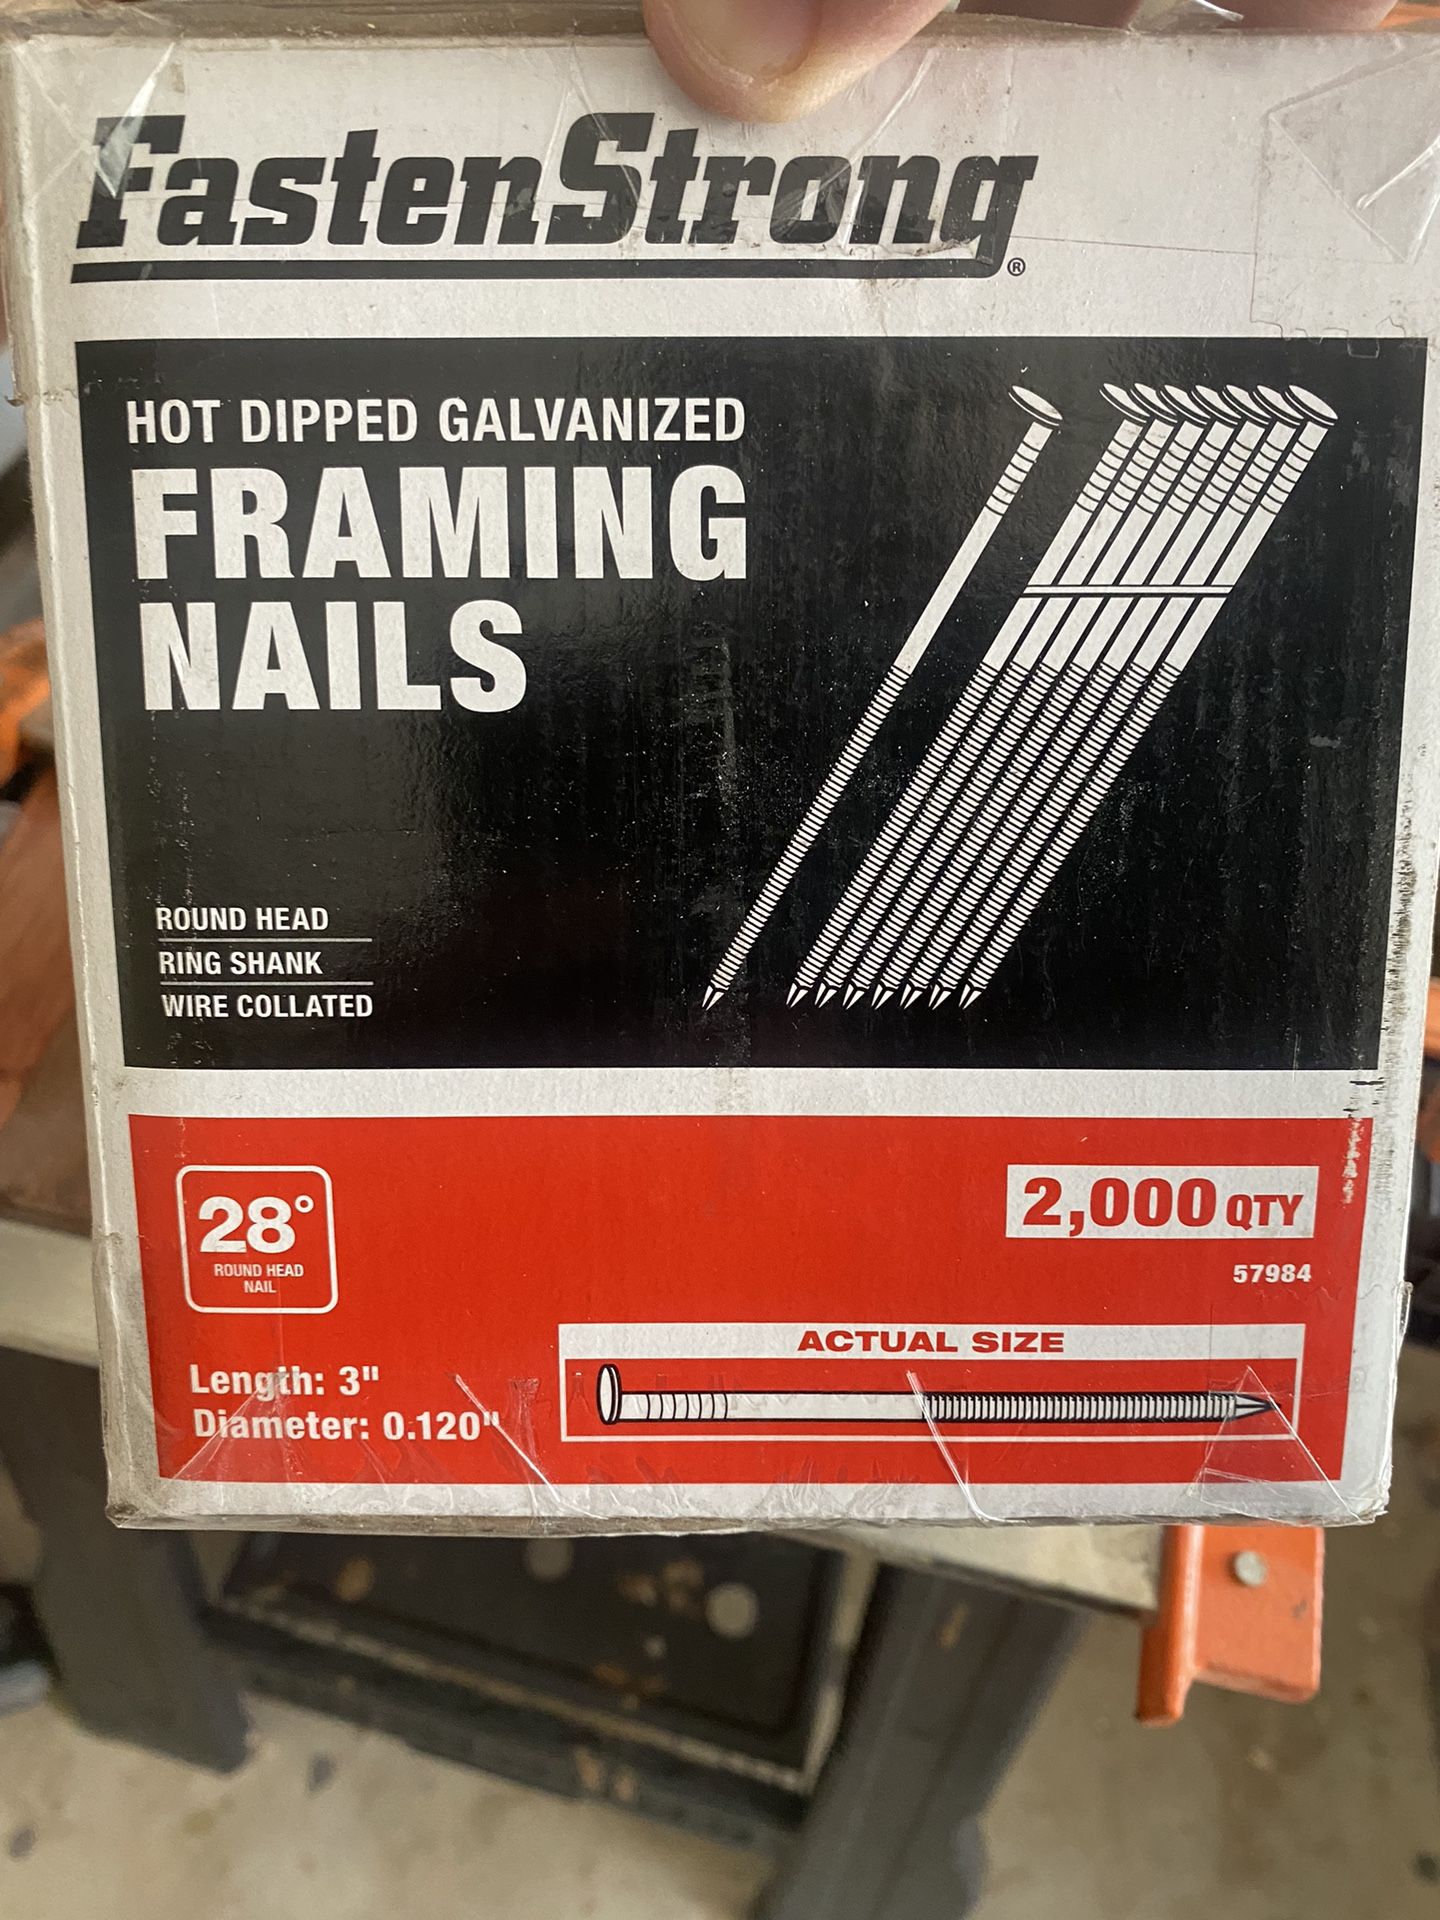 FastenStrong®
HOT DIPPED GALVANIZED
FRAMING
NAILS
ROUND HEAD
RING SHANK
WIRE COLLATED
28°
ROUND HEAD
NAIL
2,000 QTY
57984
ACTUAL SIZE
Length: 3"
Diameter: 0.120"